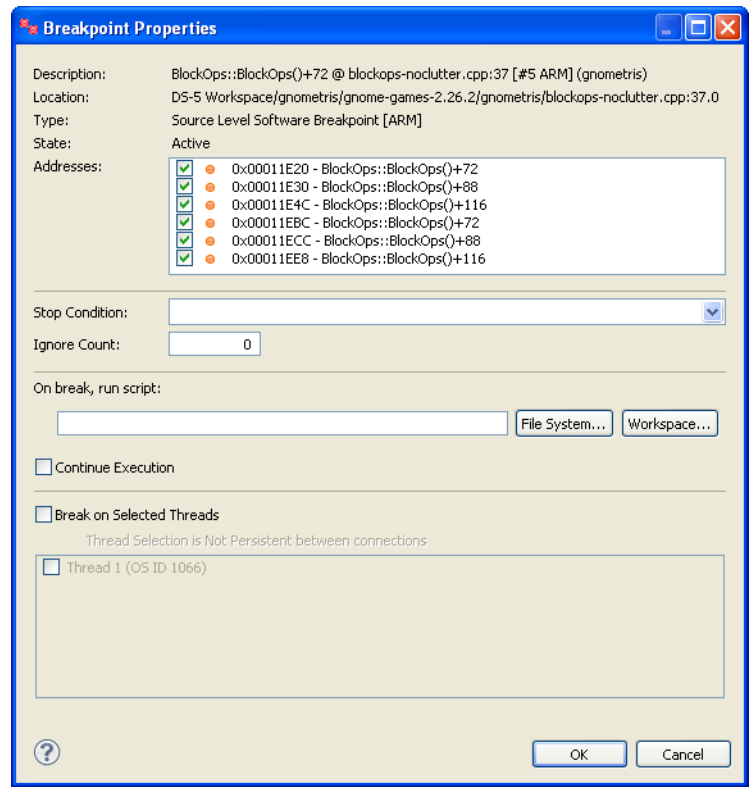 Breakpoint Properties
Description: BlockOps::BlockOps()+72 @ blockops-noclutter.cpp:37 [#5 ARM] (gnometris)
Location: DS-5 Workspace/gnometris/gnome-games-2.26.2/gnometris/blockops-noclutter.cpp:37.0
Type: Source Level Software Breakpoint [ARM]
State: Active
Addresses: 0x00011E20 - BlockOps::BlockOps()+72
0x00011E30 - BlockOps::BlockOps()+88
0x00011E4C - BlockOps::BlockOps()+116
0x00011EBC - BlockOps::BlockOps()+72
0x00011ECC - BlockOps::BlockOps()+88
0x00011EE8 - BlockOps::BlockOps()+116
Stop Condition:
Ignore Count: 0
On break, run script:
File System... Workspace...
Continue Execution
Break on Selected Threads
Thread Selection is Not Persistent between connections
Thread 1 (OS ID 1066)
? OK Cancel